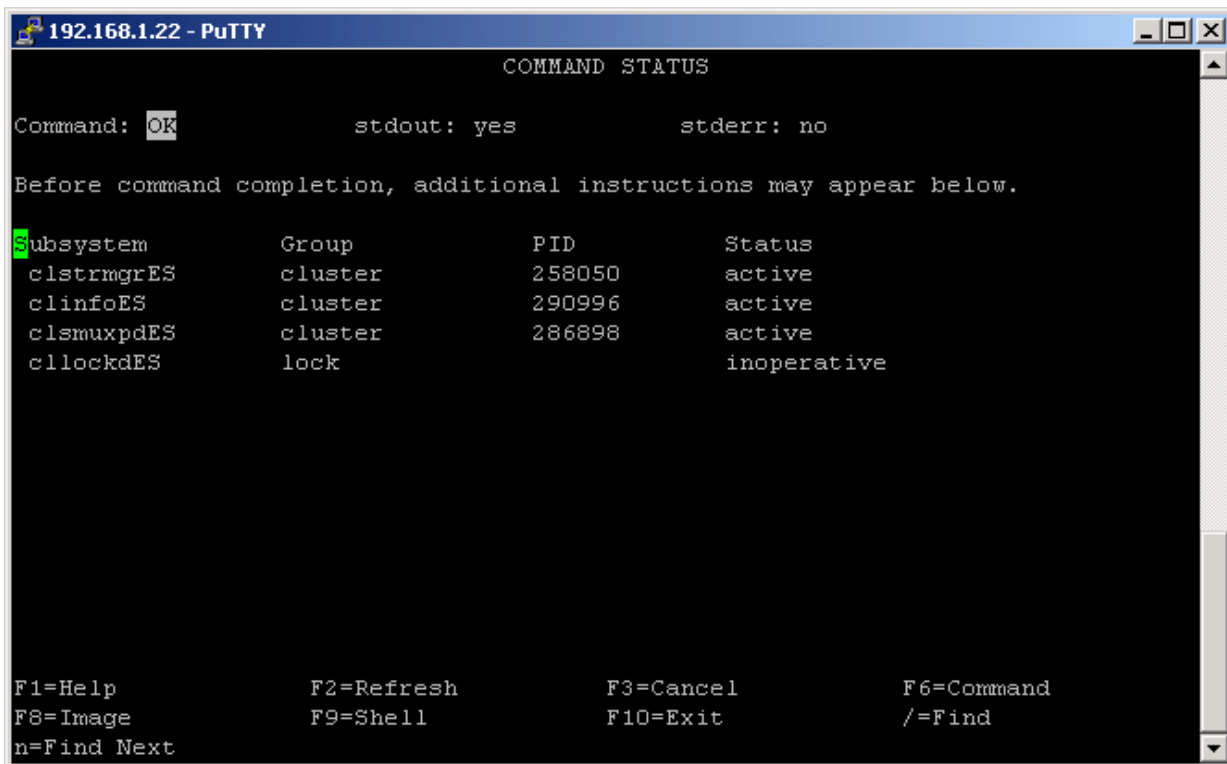 192.168.1.22 - PuTTY
COMMAND STATUS
Command: OK stdout: yes stderr: no
Before command completion, additional instructions may appear below.
Subsystem Group PID Status
clstrmgrES cluster 258050 active
clinfoES cluster 290996 active
clsmuxpdES cluster 286898 active
cllockdES lock inoperative
F1=Help F2=Refresh F3=Cancel F6=Command
F8=Image F9=Shell F10=Exit /=Find
n=Find Next